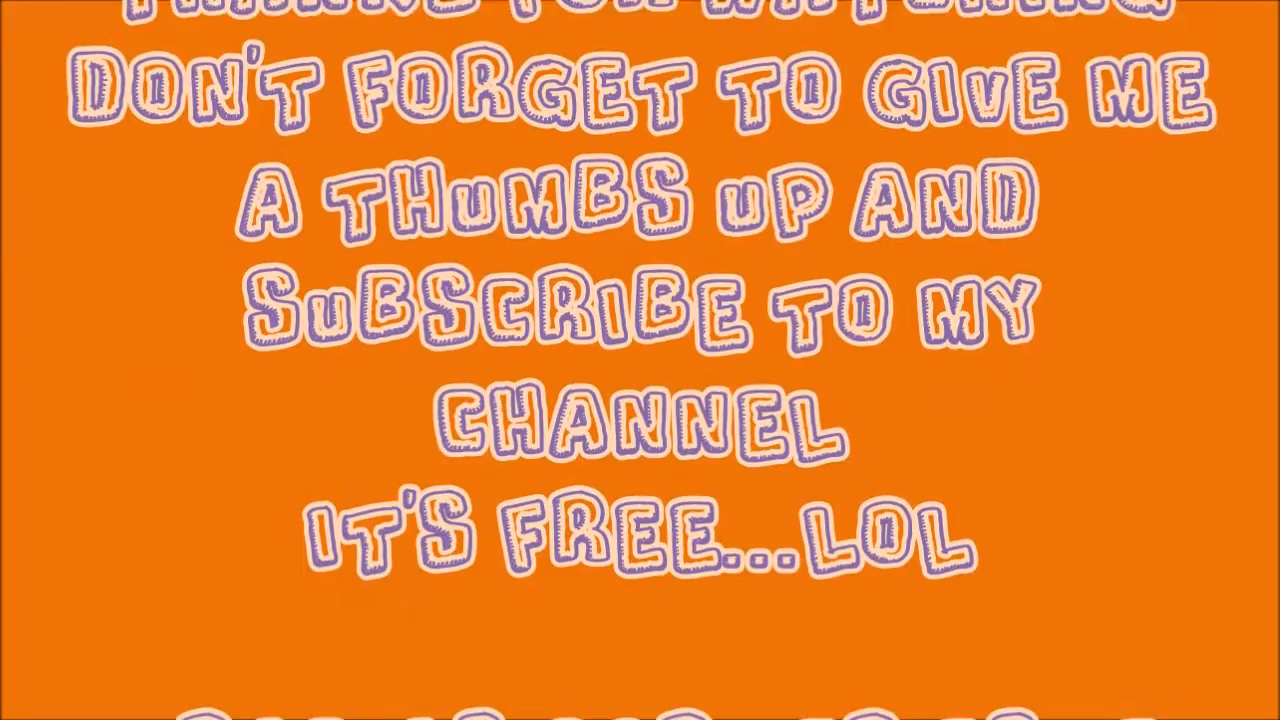 DON'T FORGET TO GIVE ME
A THUMBS UP AND
SUBSCRIBE TO MY
CHANNEL
IT'S FREE...LOL